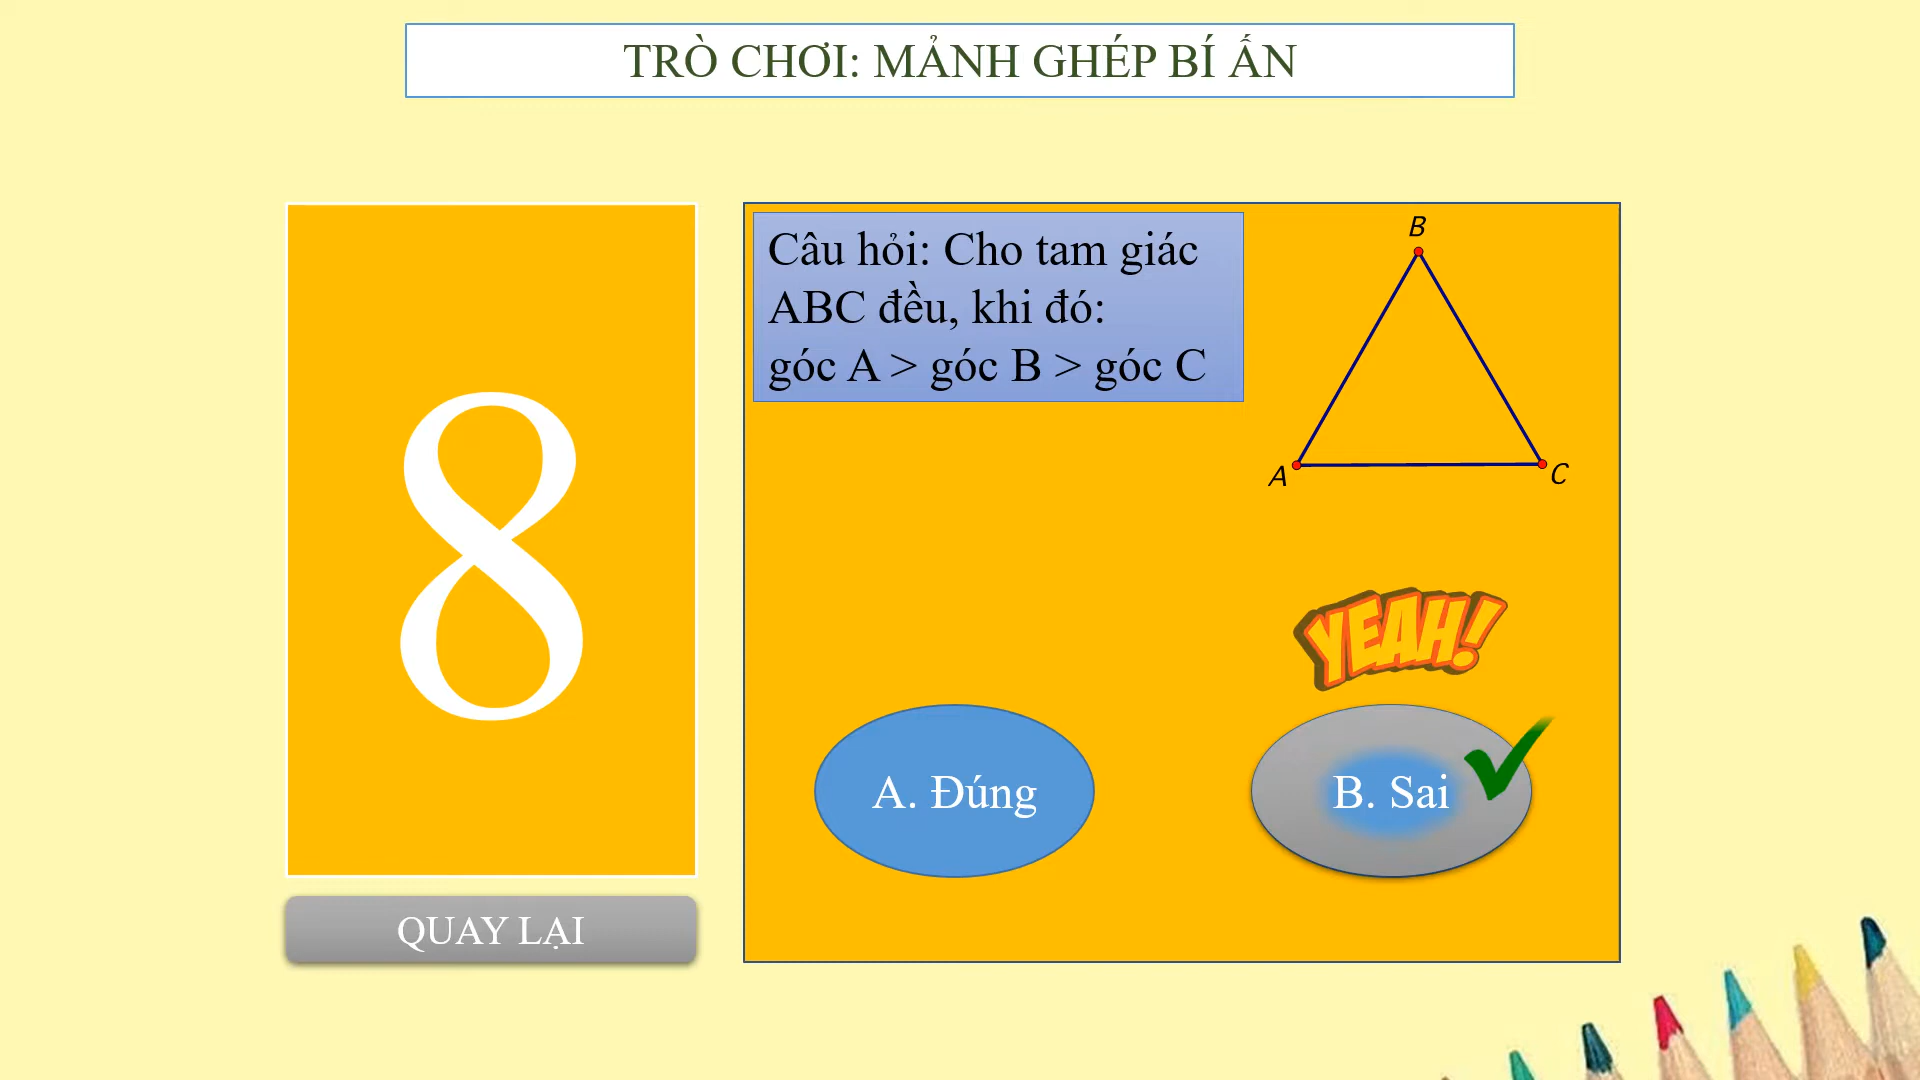 TRÒ CHƠI: MẢNH GHÉP BÍ ẨN
8
Câu hỏi: Cho tam giác
ABC đều, khi đó:
góc A > góc B > góc C
B
A
C
YEAH!
A. Đúng
B. Sai
QUAY LẠI